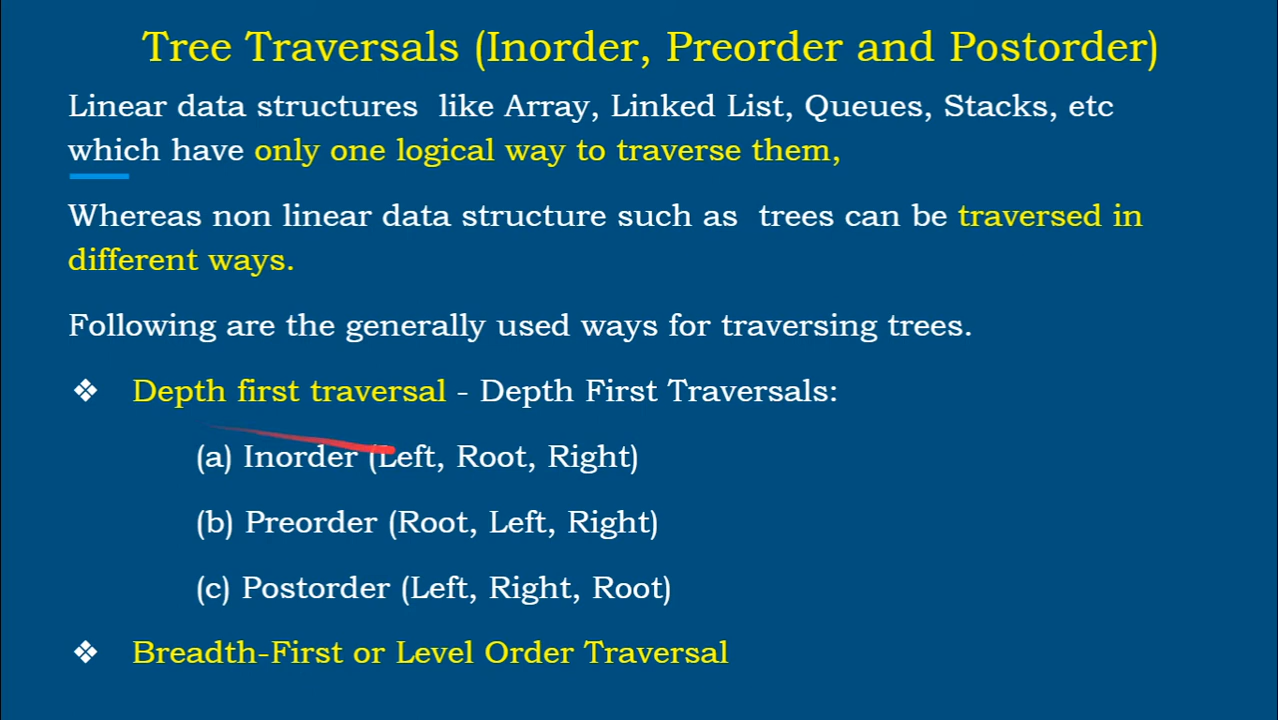 Tree Traversals (Inorder, Preorder and Postorder)
Linear data structures like Array, Linked List, Queues, Stacks, etc
which have only one logical way to traverse them,
Whereas non linear data structure such as trees can be traversed in
different ways.
Following are the generally used ways for traversing trees.
❖ Depth first traversal - Depth First Traversals:
(a) Inorder (Left, Root, Right)
(b) Preorder (Root, Left, Right)
(c) Postorder (Left, Right, Root)
❖ Breadth-First or Level Order Traversal